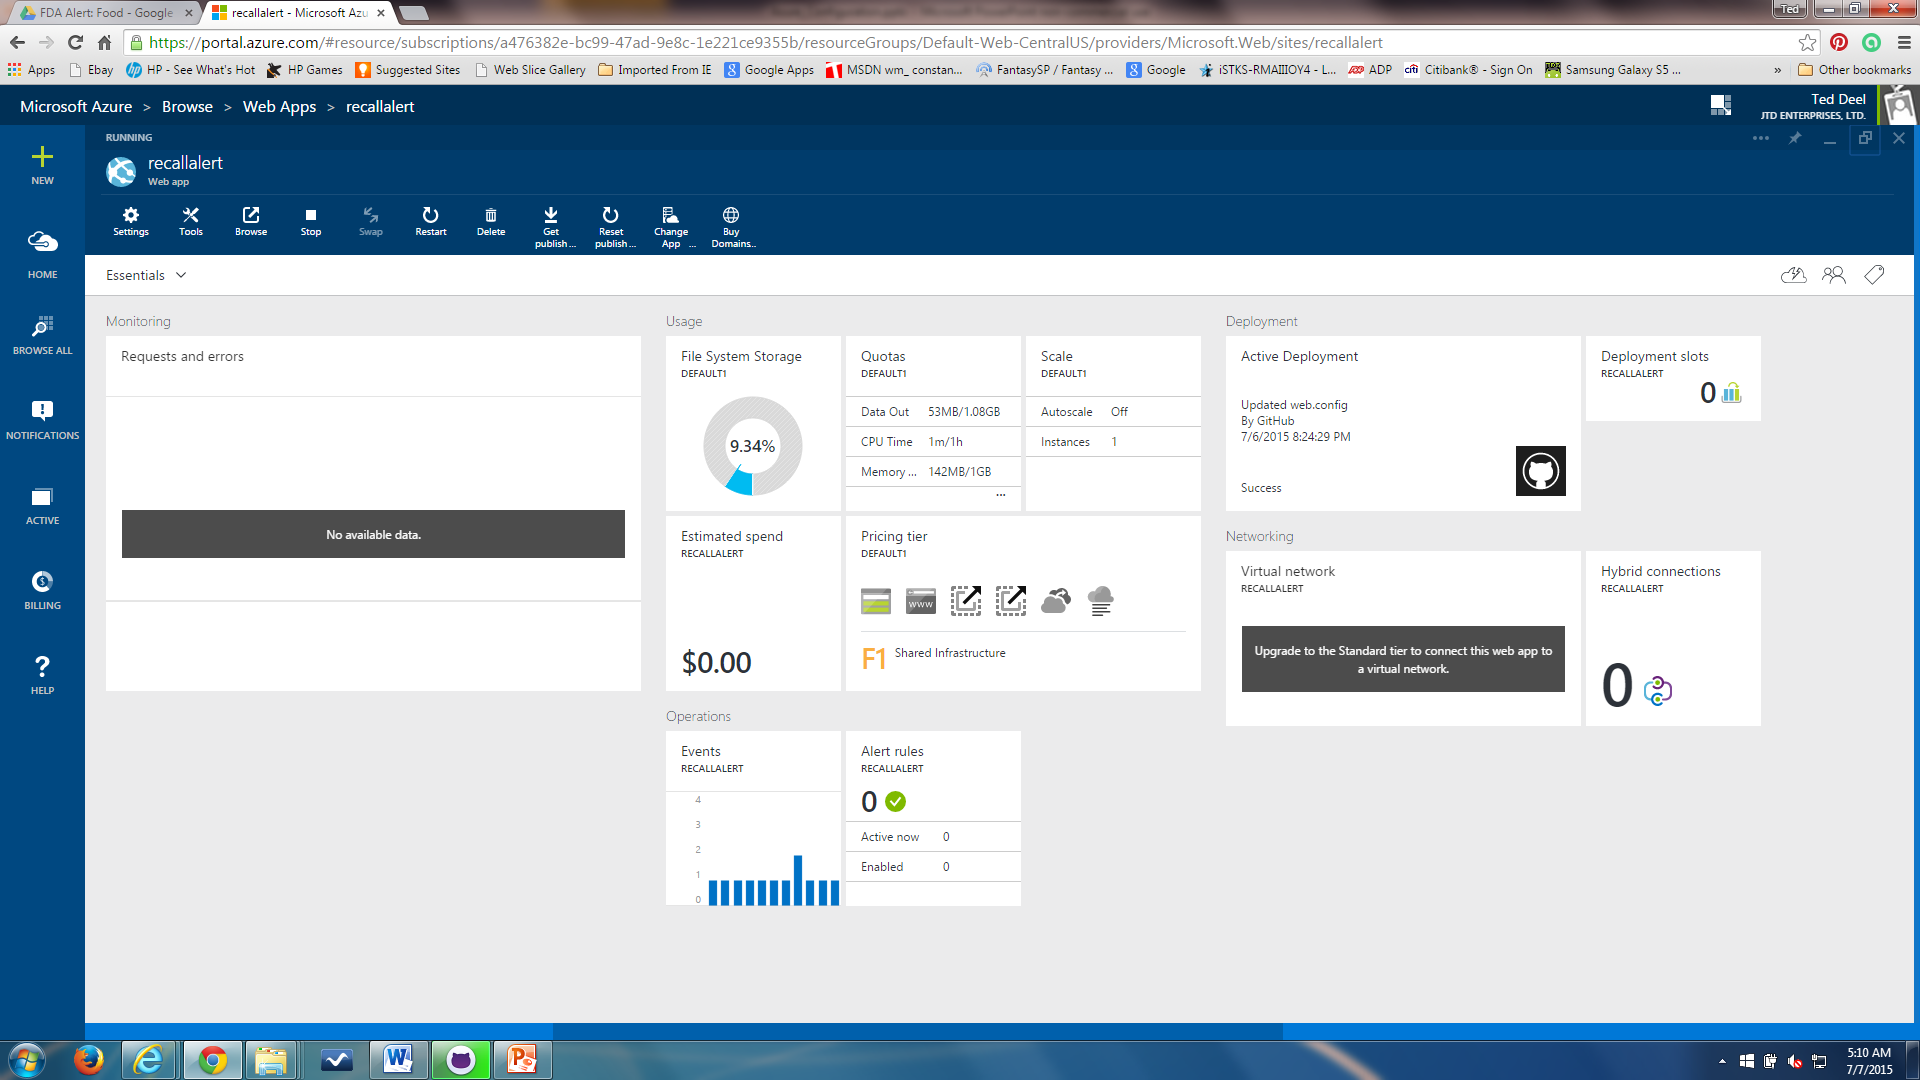 FDA Alert: Food - Google
recallalert - Microsoft Azu
Ted
https://portal.azure.com/#resource/subscriptions/a476382e-bc99-47ad-9e8c-1e221ce9355b/resourceGroups/Default-Web-CentralUS/providers/Microsoft.Web/sites/recallalert
Apps Ebay HP - See What's Hot HP Games Suggested Sites Web Slice Gallery Imported From IE Google Apps MSDN wm_ constan... FantasySP / Fantasy ... Google iSTKS-RMAIIIOY4 - L... ADP Citibank® - Sign On Samsung Galaxy S5 ... » Other bookmarks
Microsoft Azure > Browse > Web Apps > recallalert
Ted Deel
JTD ENTERPRISES, LTD.
NEW
HOME
BROWSE ALL
NOTIFICATIONS
ACTIVE
BILLING
HELP
RUNNING
recallalert
Web app
Settings
Tools
Browse
Stop
Swap
Restart
Delete
Get
publish ...
Reset
publish ...
Change
App ...
Buy
Domains...
Essentials
Monitoring
Requests and errors
No available data.
Usage
File System Storage
DEFAULT1
9.34%
Quotas
DEFAULT1
Data Out 53MB/1.08GB
CPU Time 1m/1h
Memory ... 142MB/1GB
...
Scale
DEFAULT1
Autoscale Off
Instances 1
Estimated spend
RECALLALERT
$0.00
Pricing tier
DEFAULT1
www
F1 Shared Infrastructure
Operations
Events
RECALLALERT
4
3
2
1
0
Alert rules
RECALLALERT
0
Active now 0
Enabled 0
Deployment
Active Deployment
Updated web.config
By GitHub
7/6/2015 8:24:29 PM
Success
Deployment slots
RECALLALERT
0
Networking
Virtual network
RECALLALERT
Upgrade to the Standard tier to connect this web app to
a virtual network.
Hybrid connections
RECALLALERT
0
5:10 AM
7/7/2015